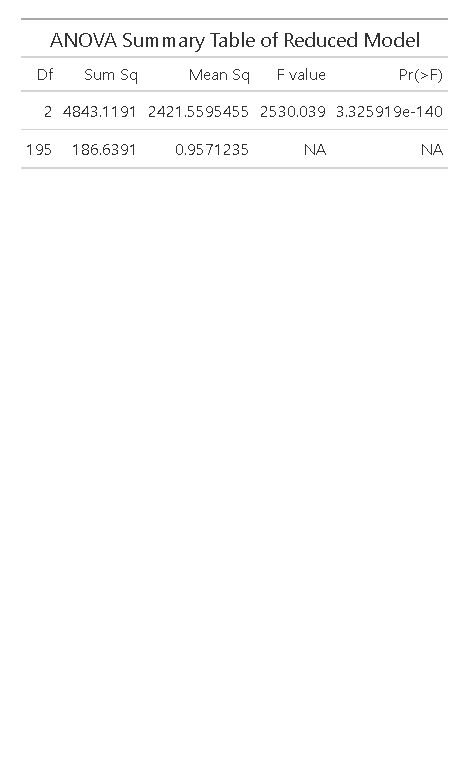 ANOVA Summary Table of Reduced Model
Df Sum Sq Mean Sq F value Pr(>F)
2 4843.1191 2421.5595455 2530.039 3.325919e-140
195 186.6391 0.9571235 NA NA